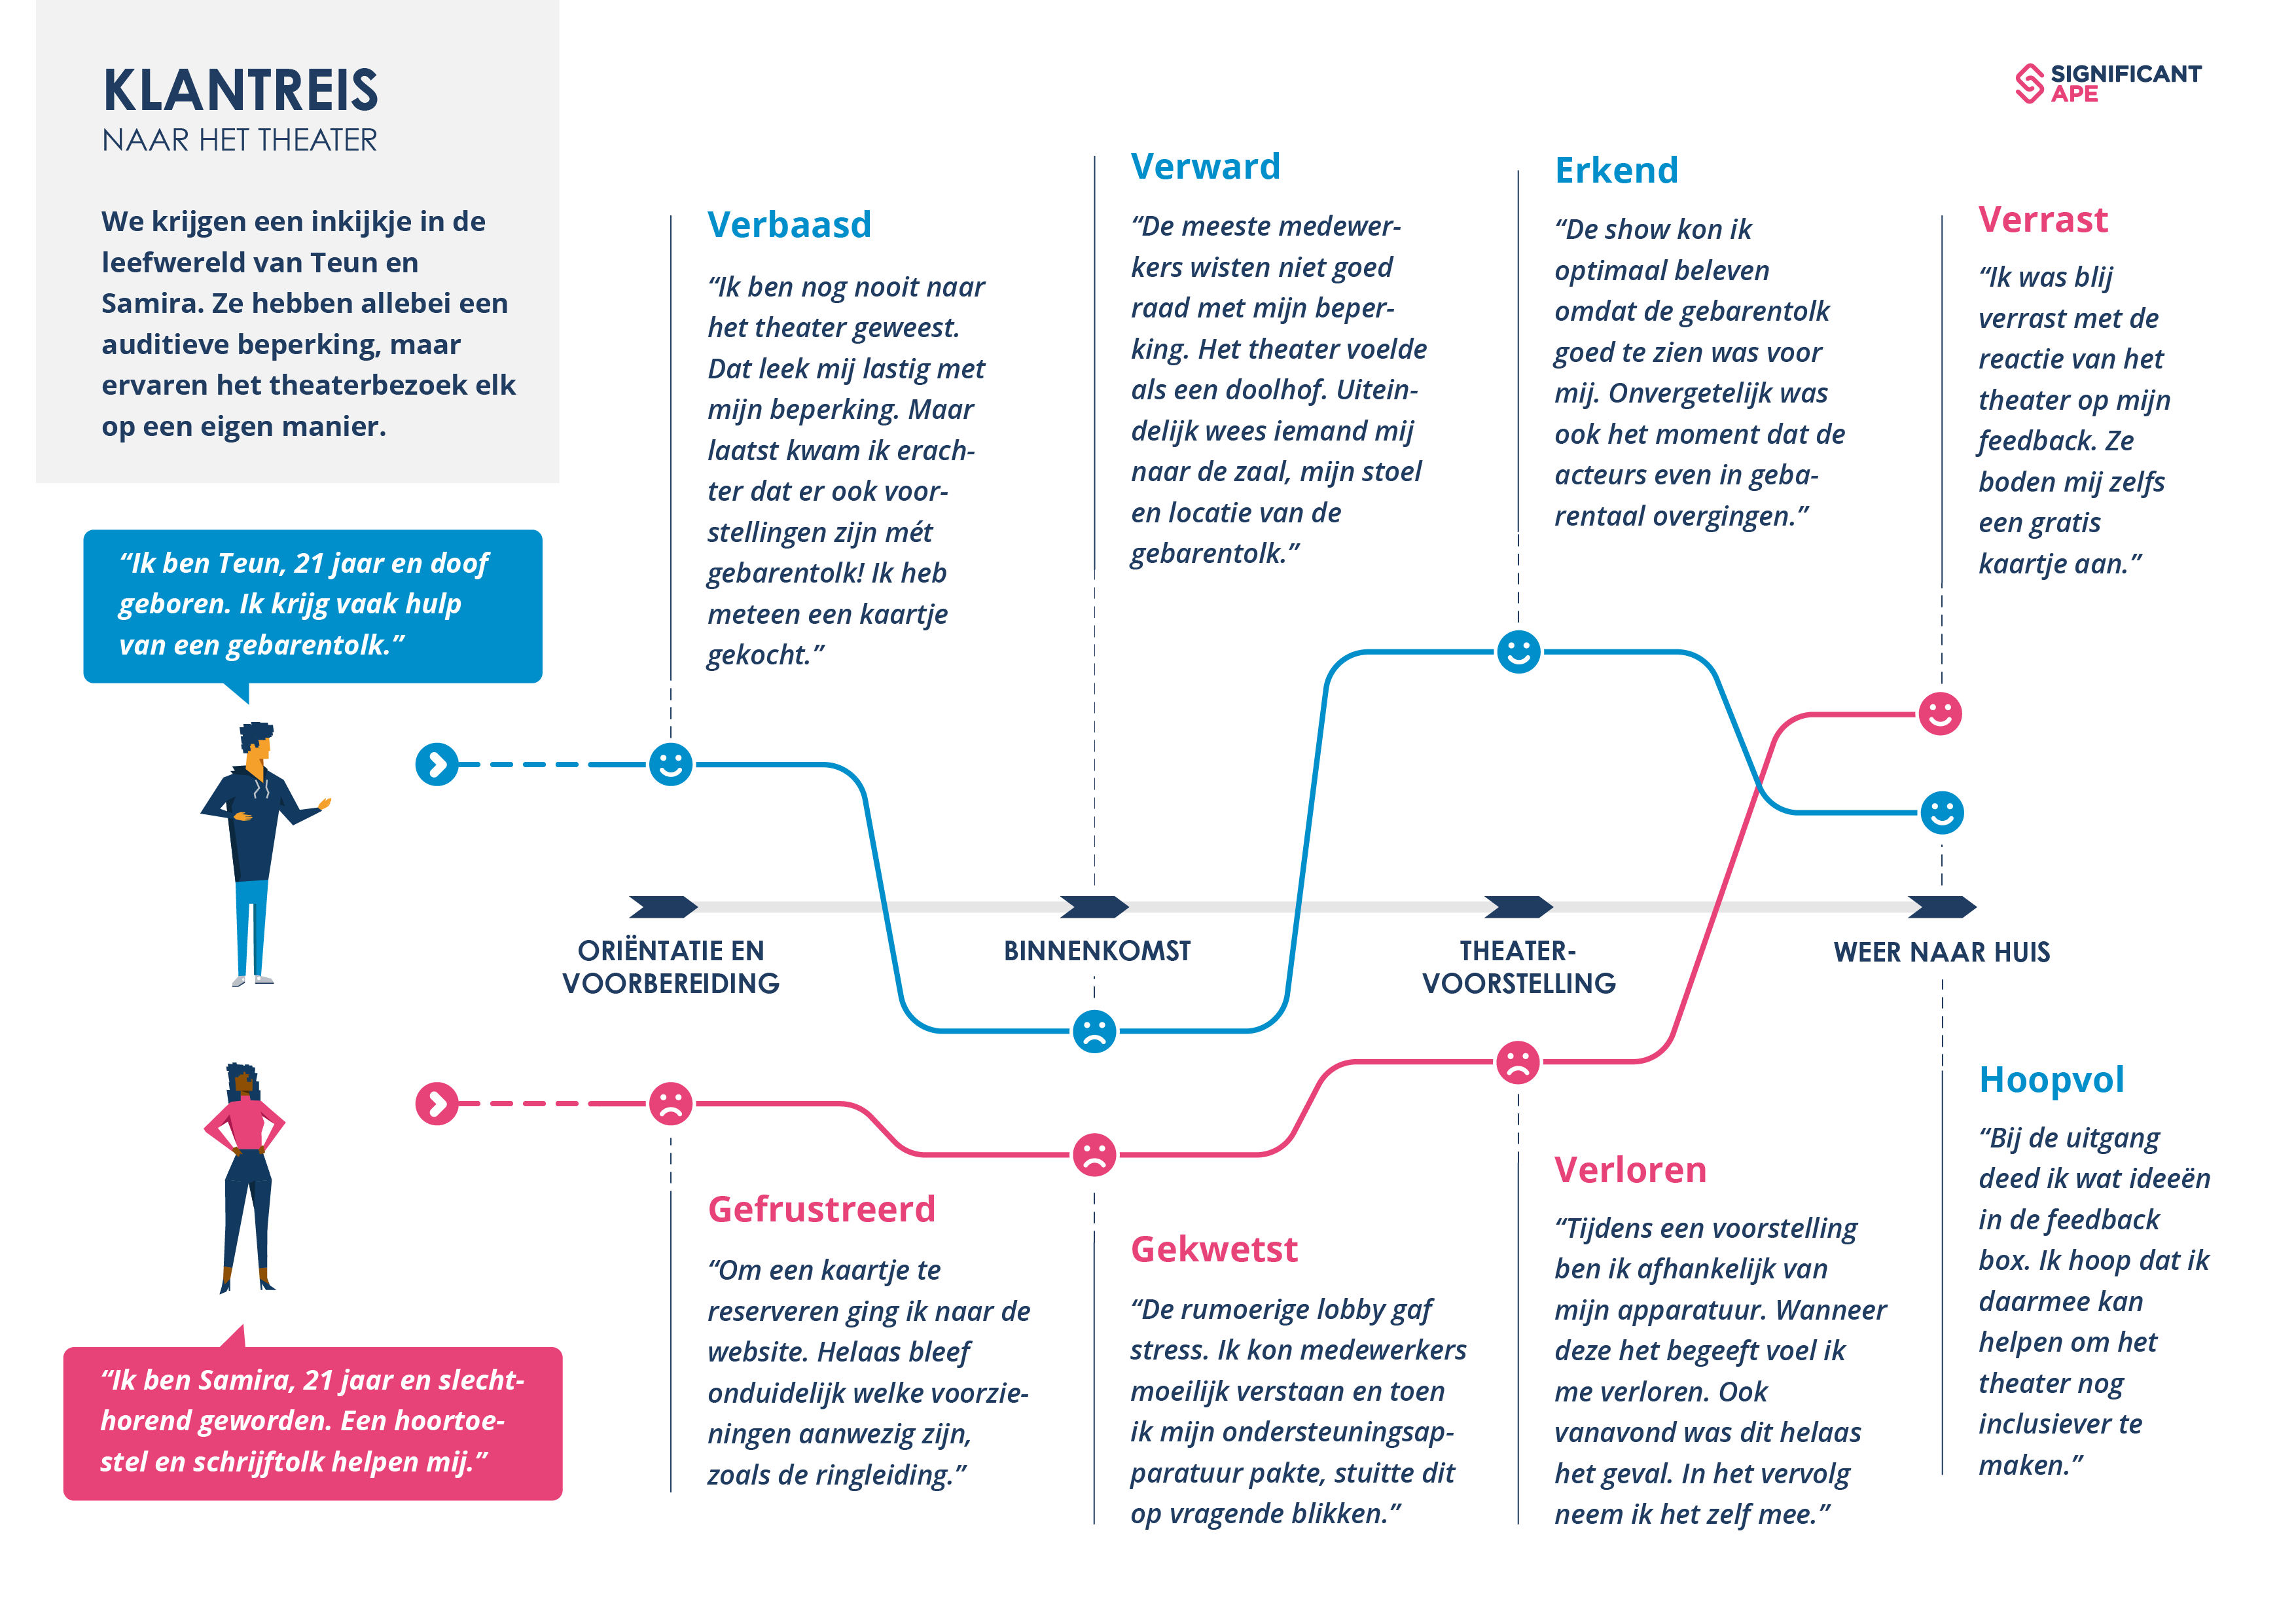 KLANTREIS
NAAR HET THEATER
We krijgen een inkijkje in de
leefwereld van Teun en
Samira. Ze hebben allebei een
auditieve beperking, maar
ervaren het theaterbezoek elk
op een eigen manier.
SIGNIFICANT
APE
“Ik ben Teun, 21 jaar en doof
geboren. Ik krijg vaak hulp
van een gebarentolk.”
Verbaasd
“Ik ben nog nooit naar
het theater geweest.
Dat leek mij lastig met
mijn beperking. Maar
laatst kwam ik erach-
ter dat er ook voor-
stellingen zijn mét
gebarentolk! Ik heb
meteen een kaartje
gekocht.”
Verward
“De meeste medewer-
kers wisten niet goed
raad met mijn beper-
king. Het theater voelde
als een doolhof. Uitein-
delijk wees iemand mij
naar de zaal, mijn stoel
en locatie van de
gebarentolk.”
Erkend
“De show kon ik
optimaal beleven
omdat de gebarentolk
goed te zien was voor
mij. Onvergetelijk was
ook het moment dat de
acteurs even in geba-
rentaal overgingen.”
Verrast
“Ik was blij
verrast met de
reactie van het
theater op mijn
feedback. Ze
boden mij zelfs
een gratis
kaartje aan.”
ORIËNTATIE EN
VOORBEREIDING
BINNENKOMST
THEATER-
VOORSTELLING
WEER NAAR HUIS
“Ik ben Samira, 21 jaar en slecht-
horend geworden. Een hoortoe-
stel en schrijftolk helpen mij.”
Gefrustreerd
“Om een kaartje te
reserveren ging ik naar de
website. Helaas bleef
onduidelijk welke voorzie-
ningen aanwezig zijn,
zoals de ringleiding.”
Gekwetst
“De rumoerige lobby gaf
stress. Ik kon medewerkers
moeilijk verstaan en toen
ik mijn ondersteuningsap-
paratuur pakte, stuitte dit
op vragende blikken.”
Verloren
“Tijdens een voorstelling
ben ik afhankelijk van
mijn apparatuur. Wanneer
deze het begeeft voel ik
me verloren. Ook
vanavond was dit helaas
het geval. In het vervolg
neem ik het zelf mee.”
Hoopvol
“Bij de uitgang
deed ik wat ideeën
in de feedback
box. Ik hoop dat ik
daarmee kan
helpen om het
theater nog
inclusiever te
maken.”